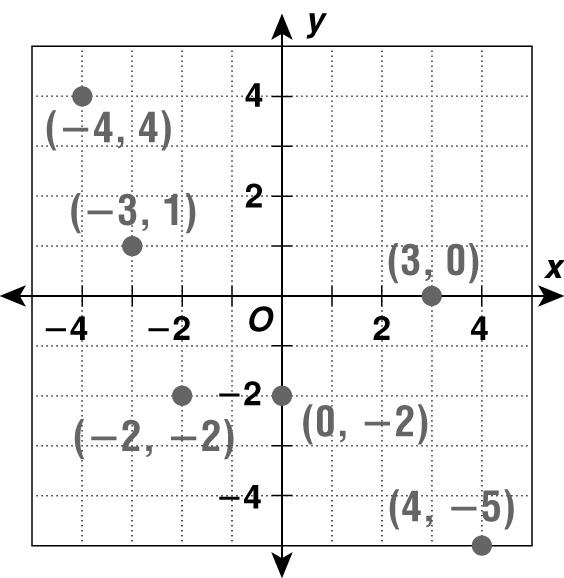 y
4
(−4, 4)
2
(−3, 1)
(3, 0)
x
−4 −2 O 2 4
−2
(−2, −2) (0, −2)
−4
(4, −5)